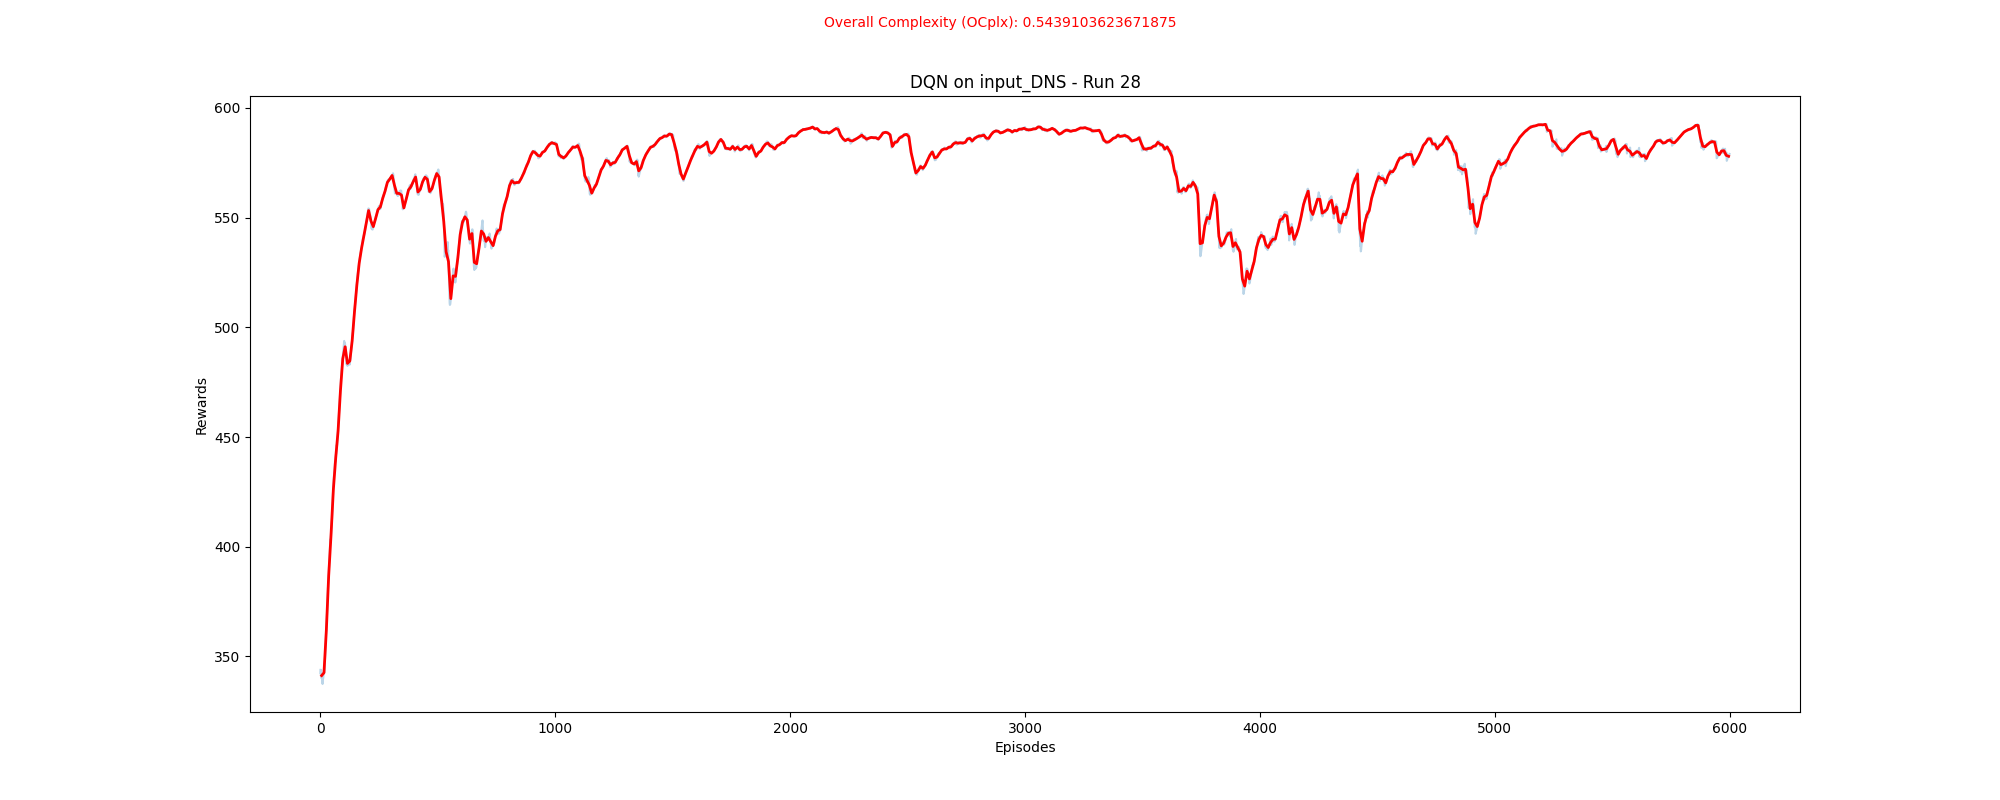 Overall Complexity (OCplx): 0.5439103623671875
DQN on input_DNS - Run 28
600
550
500
450
400
350
Rewards
0 1000 2000 3000 4000 5000 6000
Episodes